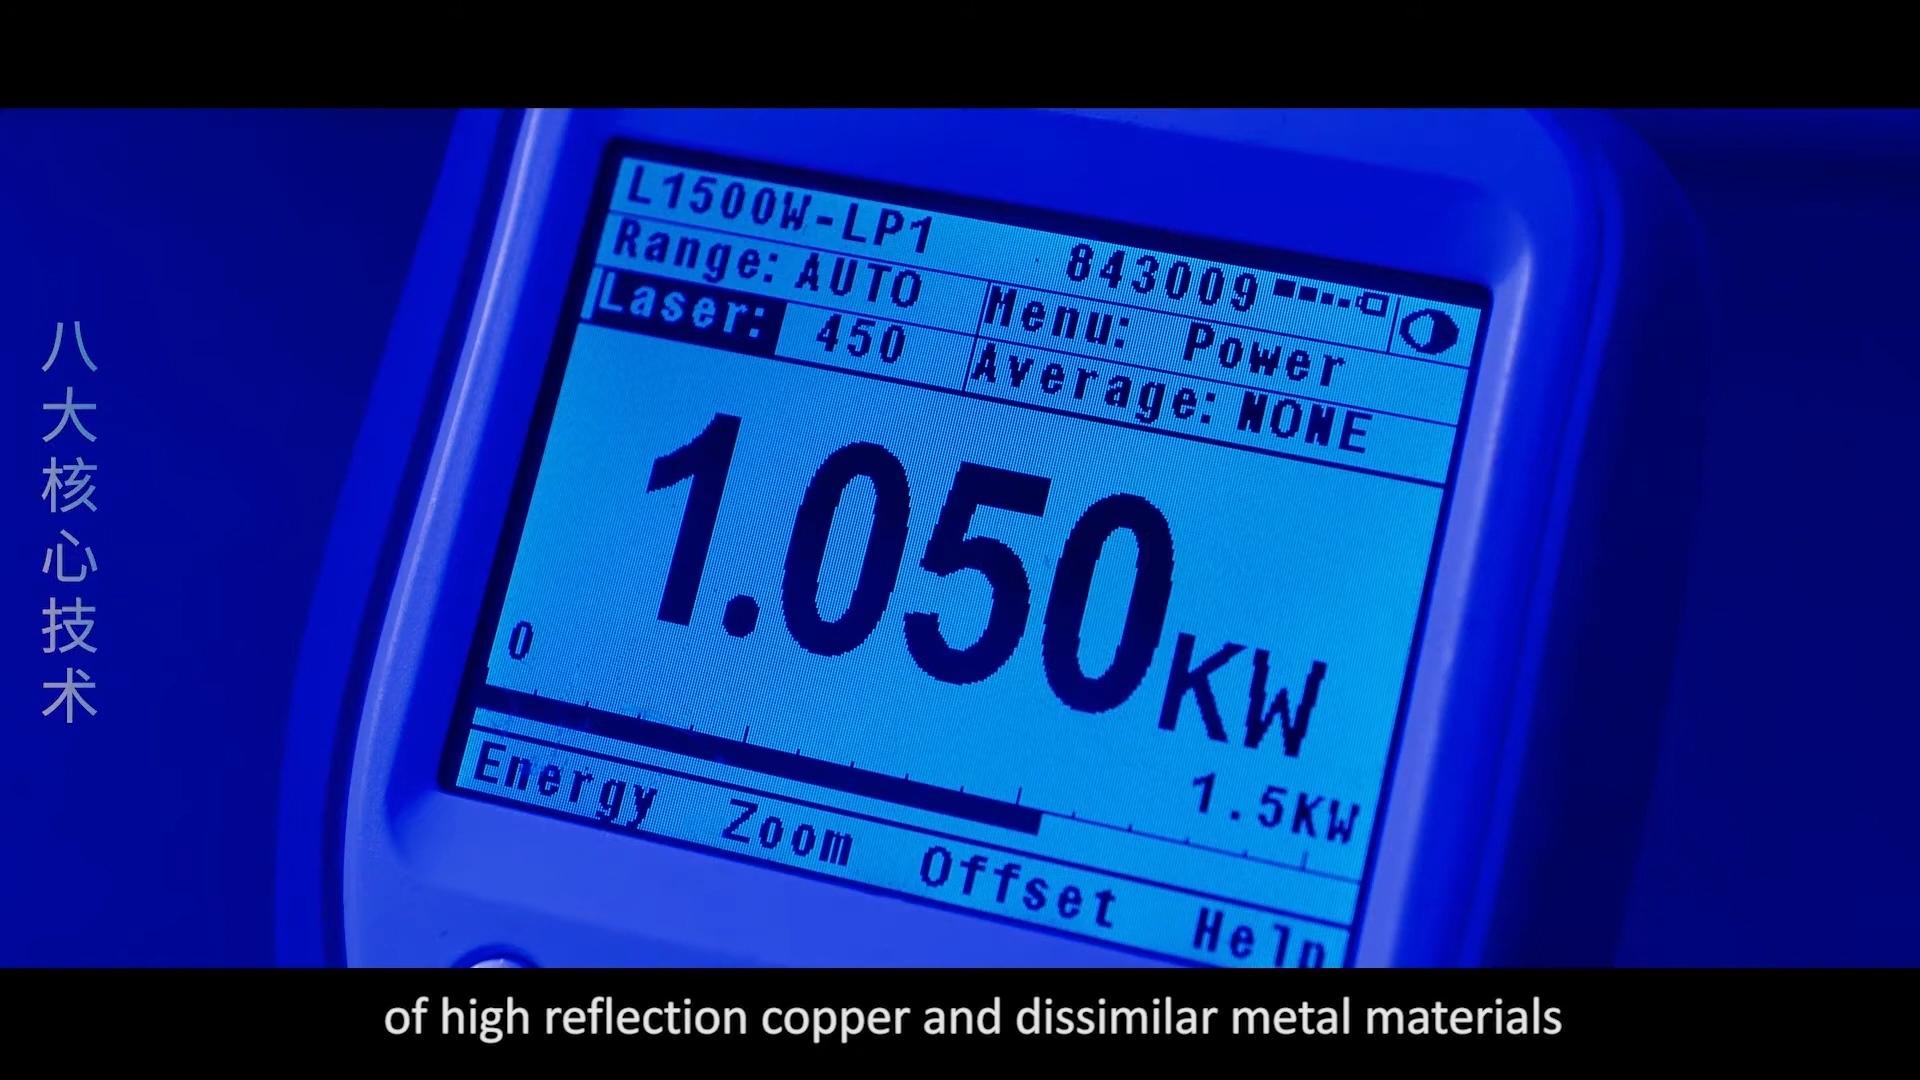 八大核心技术
L1500W-LP1 843009
Range: AUTO Menu: Power
Laser: 450 Average: NONE
1.050KW
0 1.5KW
Energy Zoom Offset Help
of high reflection copper and dissimilar metal materials